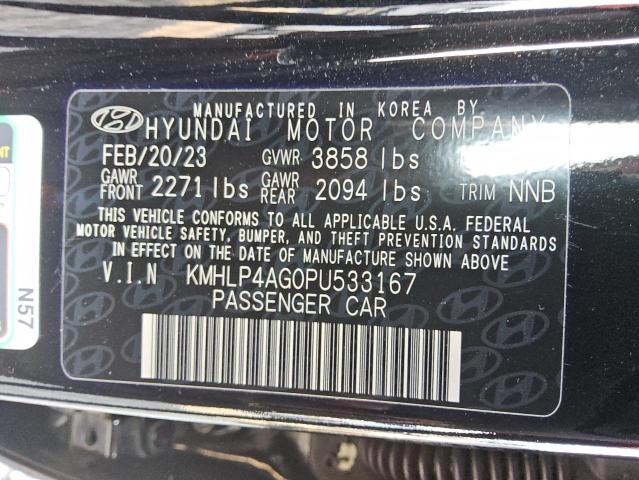 MANUFACTURED IN KOREA BY
HYUNDAI MOTOR COMPANY
FEB/20/23 GVWR 3858 lbs
GAWR FRONT 2271 lbs GAWR REAR 2094 lbs TRIM NNB
THIS VEHICLE CONFORMS TO ALL APPLICABLE U.S.A. FEDERAL
MOTOR VEHICLE SAFETY, BUMPER, AND THEFT PREVENTION STANDARDS
IN EFFECT ON THE DATE OF MANUFACTURE SHOWN ABOVE
V.I.N KMHLP4AG0PU533167
PASSENGER CAR
N57